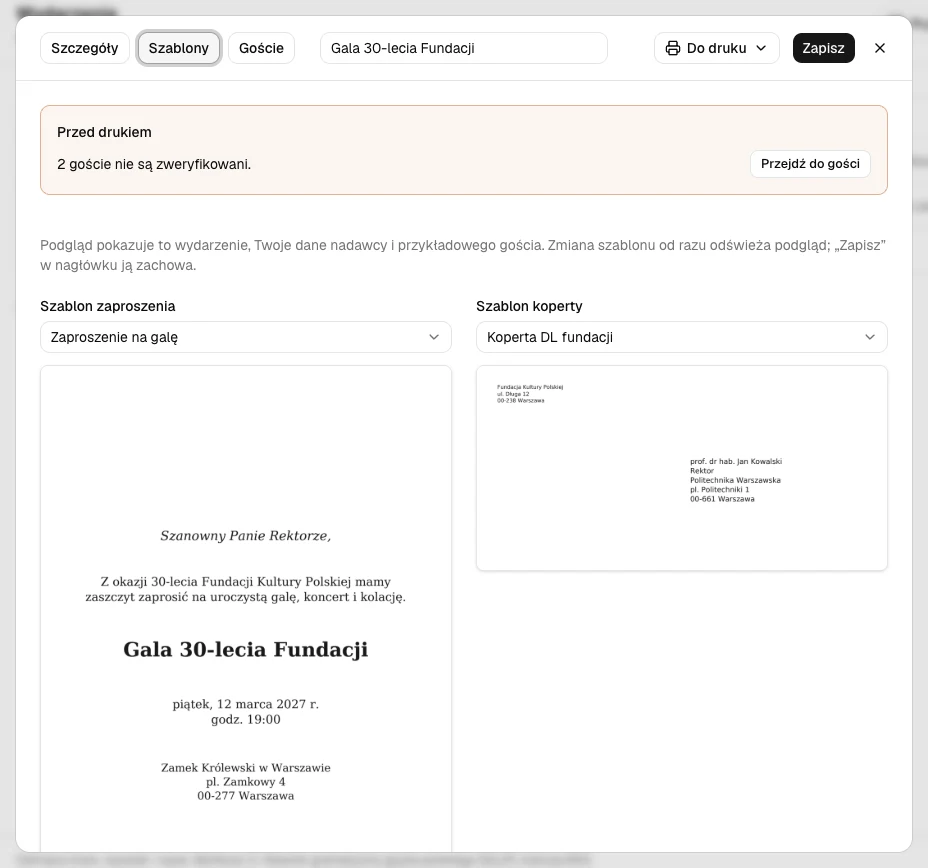 Szczegóły
Szablony
Goście
Gala 30-lecia Fundacji
Do druku
Zapisz
Przed drukiem
2 goście nie są zweryfikowani.
Przejdź do gości
Podgląd pokazuje to wydarzenie, Twoje dane nadawcy i przykładowego gościa. Zmiana szablonu od razu odświeża podgląd; „Zapisz”
w nagłówku ją zachowa.
Szablon zaproszenia
Zaproszenie na galę
Szanowny Panie Rektorze,
Z okazji 30-lecia Fundacji Kultury Polskiej mamy
zaszczyt zaprosić na uroczystą galę, koncert i kolację.
Gala 30-lecia Fundacji
piątek, 12 marca 2027 r.
godz. 19:00
Zamek Królewski w Warszawie
pl. Zamkowy 4
00-277 Warszawa
Szablon koperty
Koperta DL fundacji
Fundacja Kultury Polskiej
ul. Długa 12
00-238 Warszawa
prof. dr hab. Jan Kowalski
Rektor
Politechnika Warszawska
pl. Politechniki 1
00-661 Warszawa